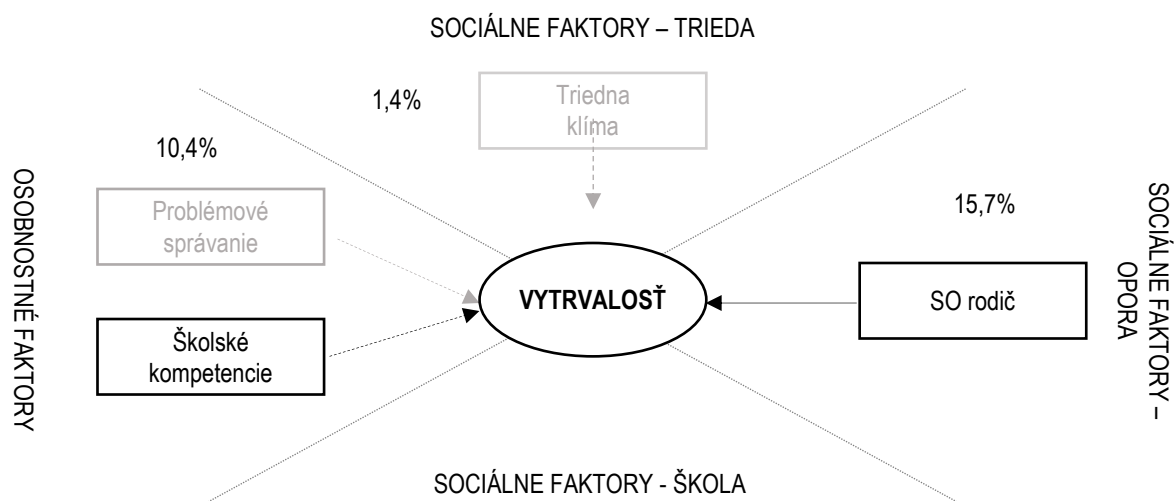 SOCIÁLNE FAKTORY – TRIEDA
1,4%
Triedna
klíma
10,4%
OSOBNOSTNÉ FAKTORY
Problémové
správanie
Školské
kompetencie
VYTRVALOSŤ
15,7%
SO rodič
SOCIÁLNE FAKTORY –
OPORA
SOCIÁLNE FAKTORY - ŠKOLA